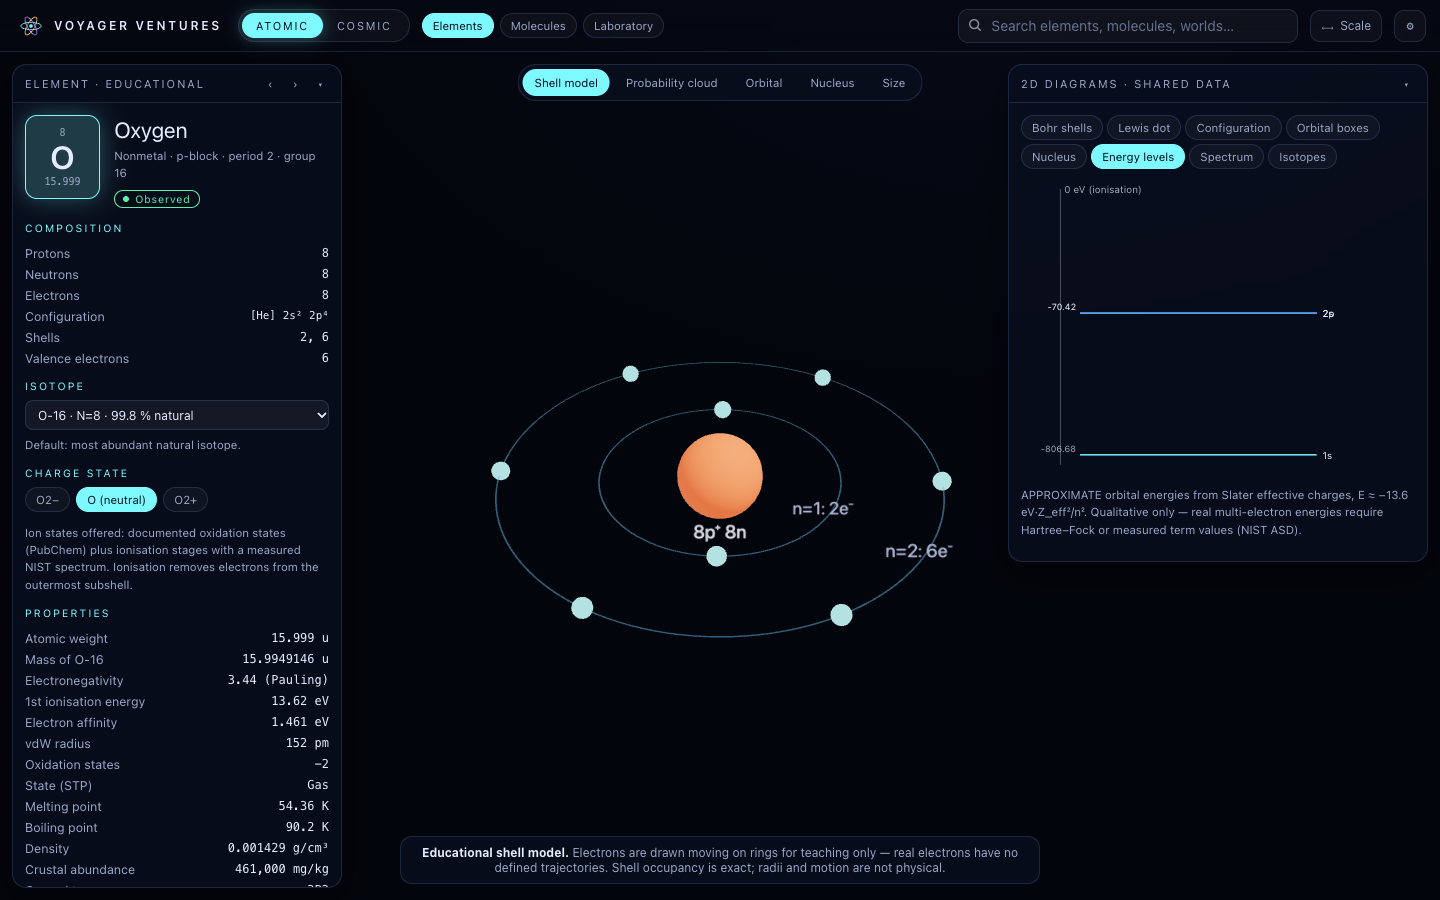 VOYAGER VENTURES
ATOMIC COSMIC
Elements Molecules Laboratory
Search elements, molecules, worlds...
Scale
ELEMENT · EDUCATIONAL
8
O
15.999
Oxygen
Nonmetal · p-block · period 2 · group
16
Observed
COMPOSITION
Protons 8
Neutrons 8
Electrons 8
Configuration [He] 2s² 2p⁴
Shells 2, 6
Valence electrons 6
ISOTOPE
O-16 · N=8 · 99.8 % natural
Default: most abundant natural isotope.
CHARGE STATE
O2− O (neutral) O2+
Ion states offered: documented oxidation states
(PubChem) plus ionisation stages with a measured
NIST spectrum. Ionisation removes electrons from the
outermost subshell.
PROPERTIES
Atomic weight 15.999 u
Mass of O-16 15.9949146 u
Electronegativity 3.44 (Pauling)
1st ionisation energy 13.62 eV
Electron affinity 1.461 eV
vdW radius 152 pm
Oxidation states −2
State (STP) Gas
Melting point 54.36 K
Boiling point 90.2 K
Density 0.001429 g/cm³
Crustal abundance 461,000 mg/kg
Shell model Probability cloud Orbital Nucleus Size
n=1: 2e⁻
8p⁺ 8n
n=2: 6e⁻
Educational shell model. Electrons are drawn moving on rings for teaching only — real electrons have no
defined trajectories. Shell occupancy is exact; radii and motion are not physical.
2D DIAGRAMS · SHARED DATA
Bohr shells Lewis dot Configuration Orbital boxes
Nucleus Energy levels Spectrum Isotopes
0 eV (ionisation)
-70.42
-806.68 1s
APPROXIMATE orbital energies from Slater effective charges, E ≈ −13.6
eV·Z_eff²/n². Qualitative only — real multi-electron energies require
Hartree–Fock or measured term values (NIST ASD).